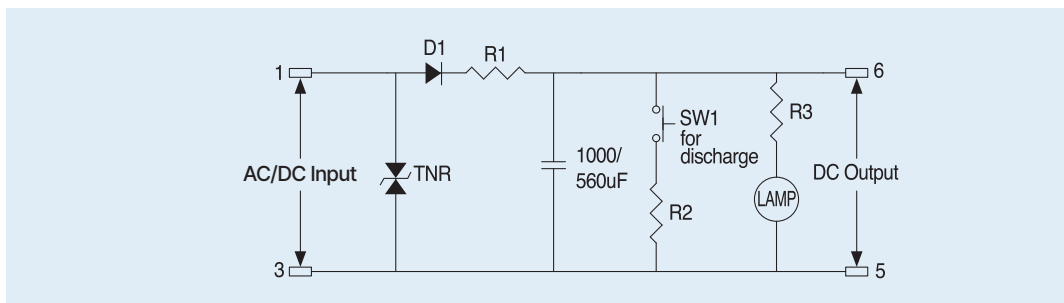 D1
R1
1
6
SW1
for
discharge
R3
AC/DC Input
TNR
1000/
560uF
R2
LAMP
DC Output
3
5